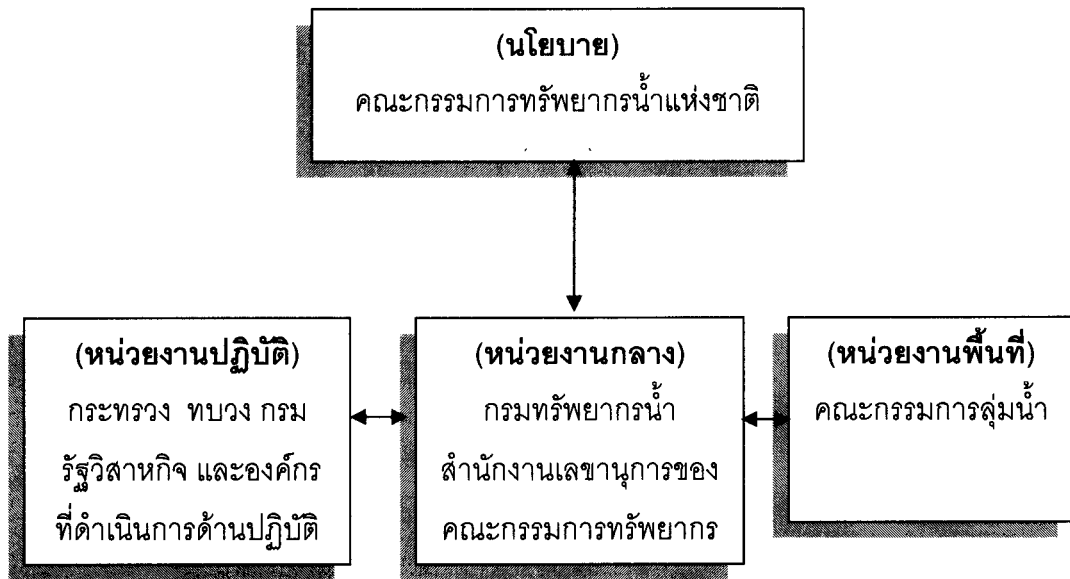 (นโยบาย)
คณะกรรมการทรัพยากรน้ำแห่งชาติ
(หน่วยงานปฏิบัติ)
กระทรวง ทบวง กรม
รัฐวิสาหกิจ และองค์กร
ที่ดำเนินการด้านปฏิบัติ
(หน่วยงานกลาง)
กรมทรัพยากรน้ำ
สำนักงานเลขานุการของ
คณะกรรมการทรัพยากร
(หน่วยงานพื้นที่)
คณะกรรมการลุ่มน้ำ